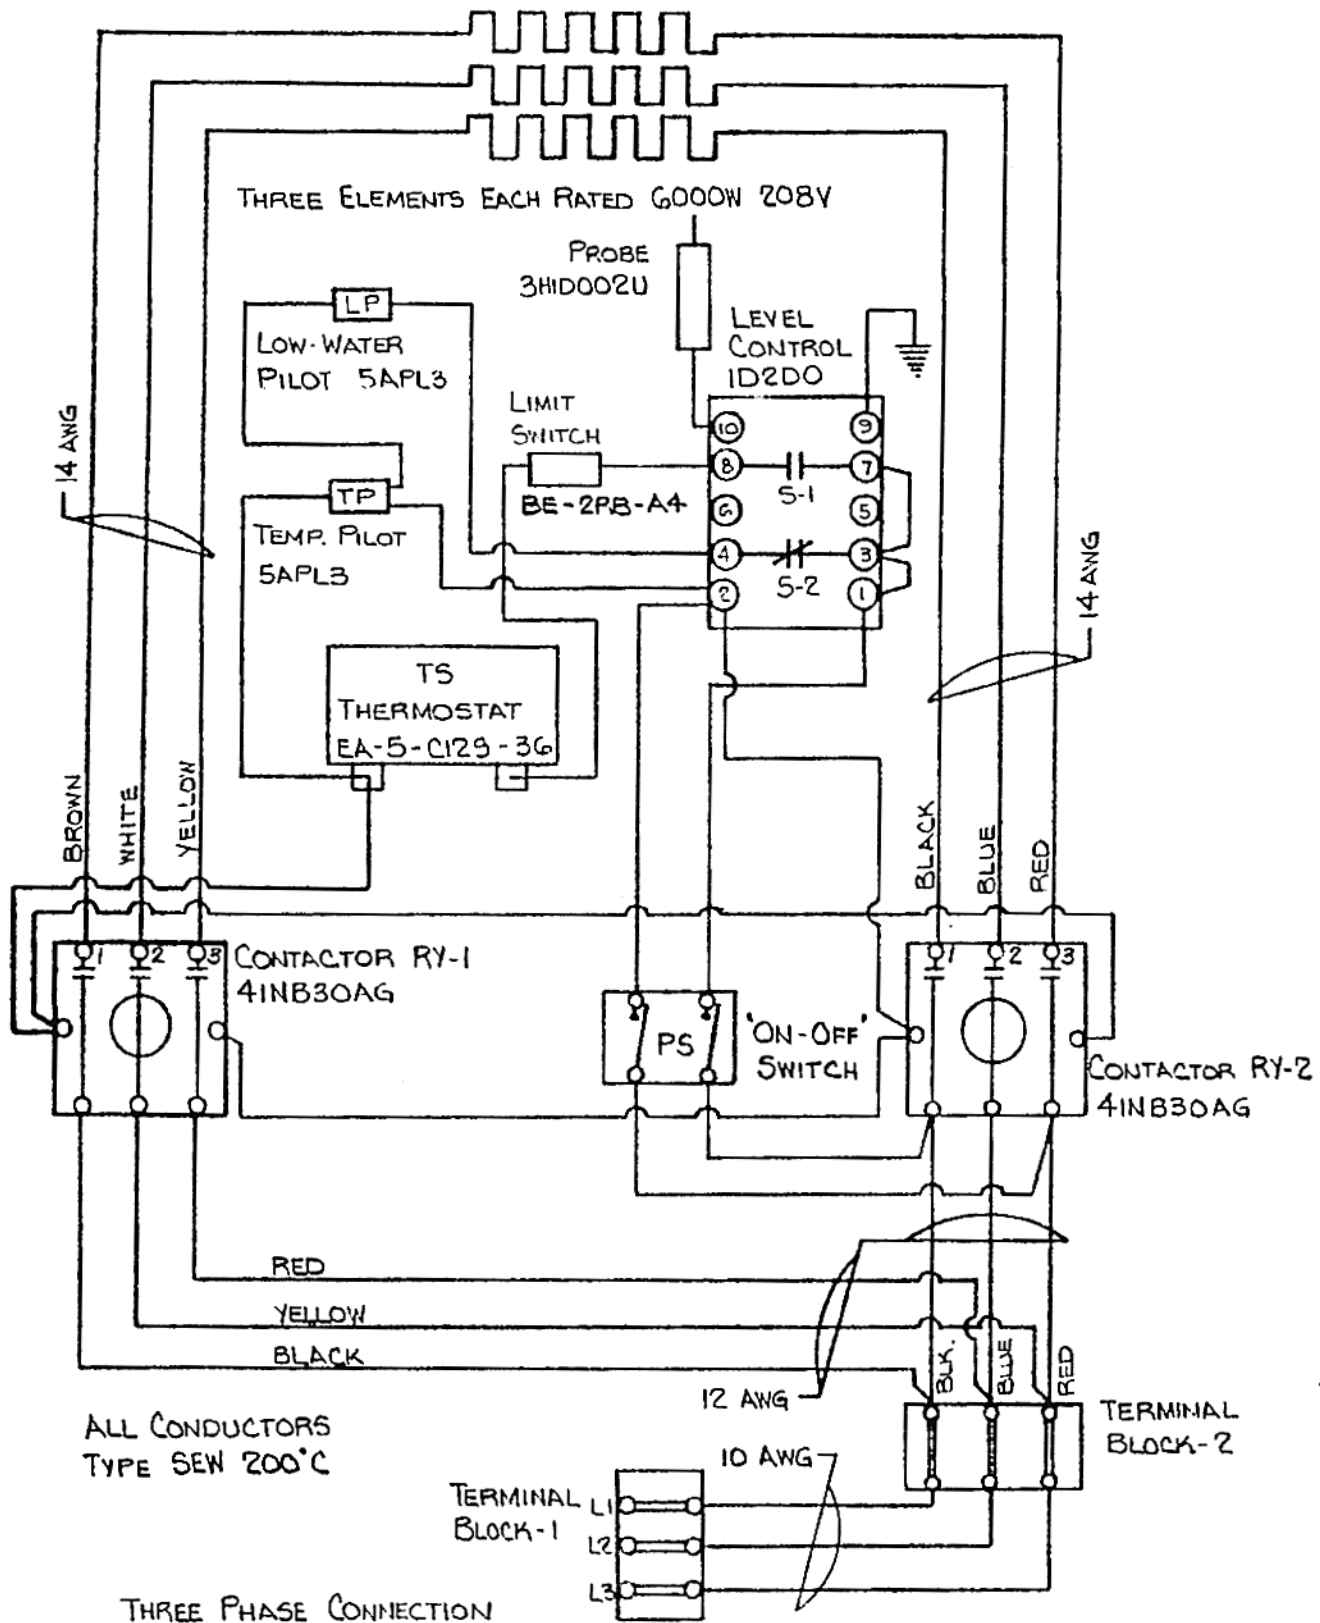 THREE ELEMENTS EACH RATED 6000W 208V
PROBE
3H1D002U
LP
LOW-WATER
PILOT 5APL3
LEVEL
CONTROL
1D2D0
LIMIT
SWITCH
BE-2PB-A4
10
9
8
7
S-1
6
5
4
3
S-2
2
1
14 AWG
TP
TEMP. PILOT
5APL3
14 AWG
TS
THERMOSTAT
EA-5-C129-36
BROWN
WHITE
YELLOW
BLACK
BLUE
RED
1
2
3
CONTACTOR RY-1
41NB30AG
PS
"ON-OFF"
SWITCH
1
2
3
CONTACTOR RY-2
41NB30AG
RED
YELLOW
BLACK
12 AWG
BLK.
BLUE
RED
TERMINAL
BLOCK-2
ALL CONDUCTORS
TYPE SEW 200°C
10 AWG
TERMINAL
BLOCK-1
L1
L2
L3
THREE PHASE CONNECTION